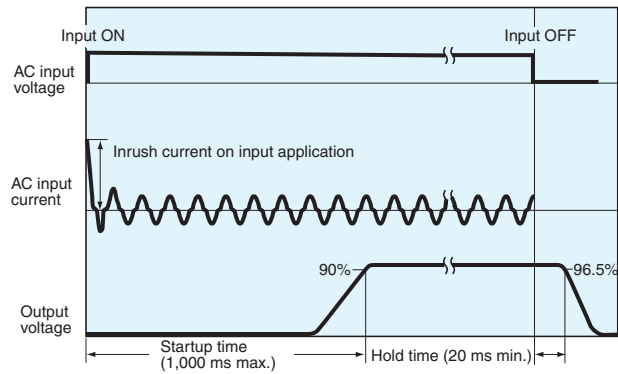 Input ON
Input OFF
AC input
voltage
Inrush current on input application
AC input
current
90%
96.5%
Output
voltage
Startup time
(1,000 ms max.)
Hold time (20 ms min.)